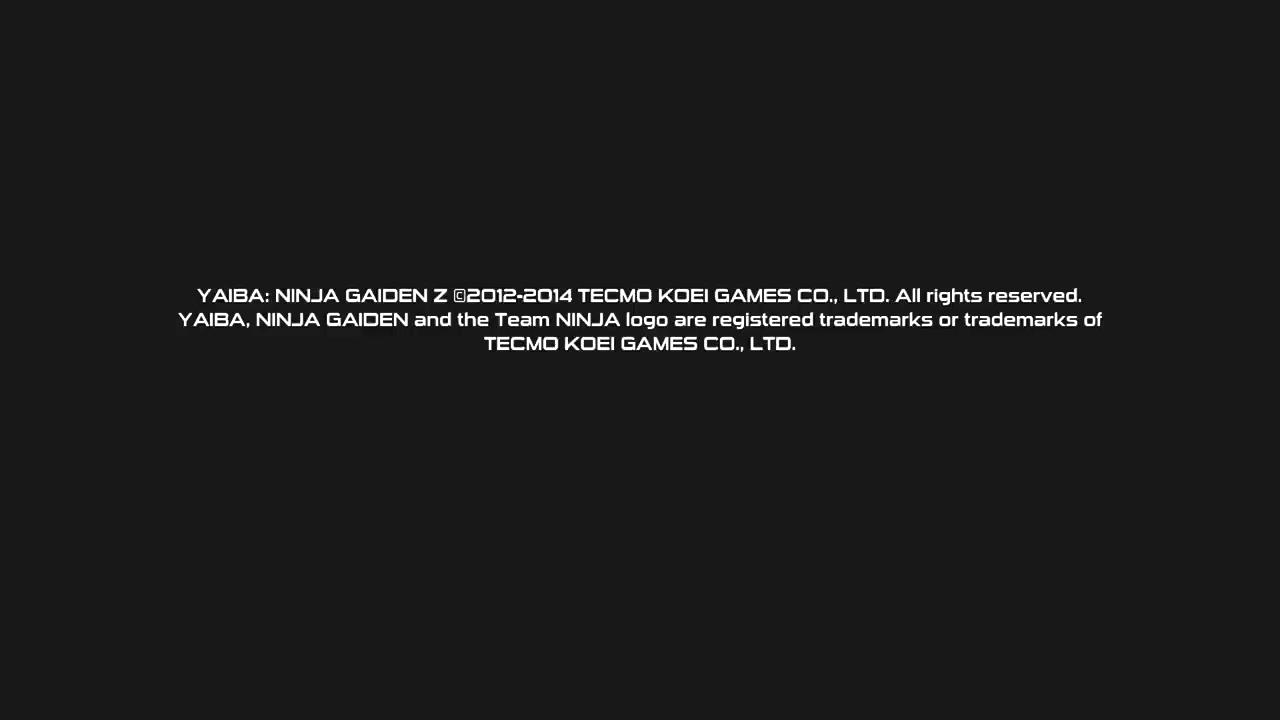 YAIBA: NINJA GAIDEN Z ©2012-2014 TECMO KOEI GAMES CO., LTD. All rights reserved.
YAIBA, NINJA GAIDEN and the Team NINJA logo are registered trademarks or trademarks of
TECMO KOEI GAMES CO., LTD.